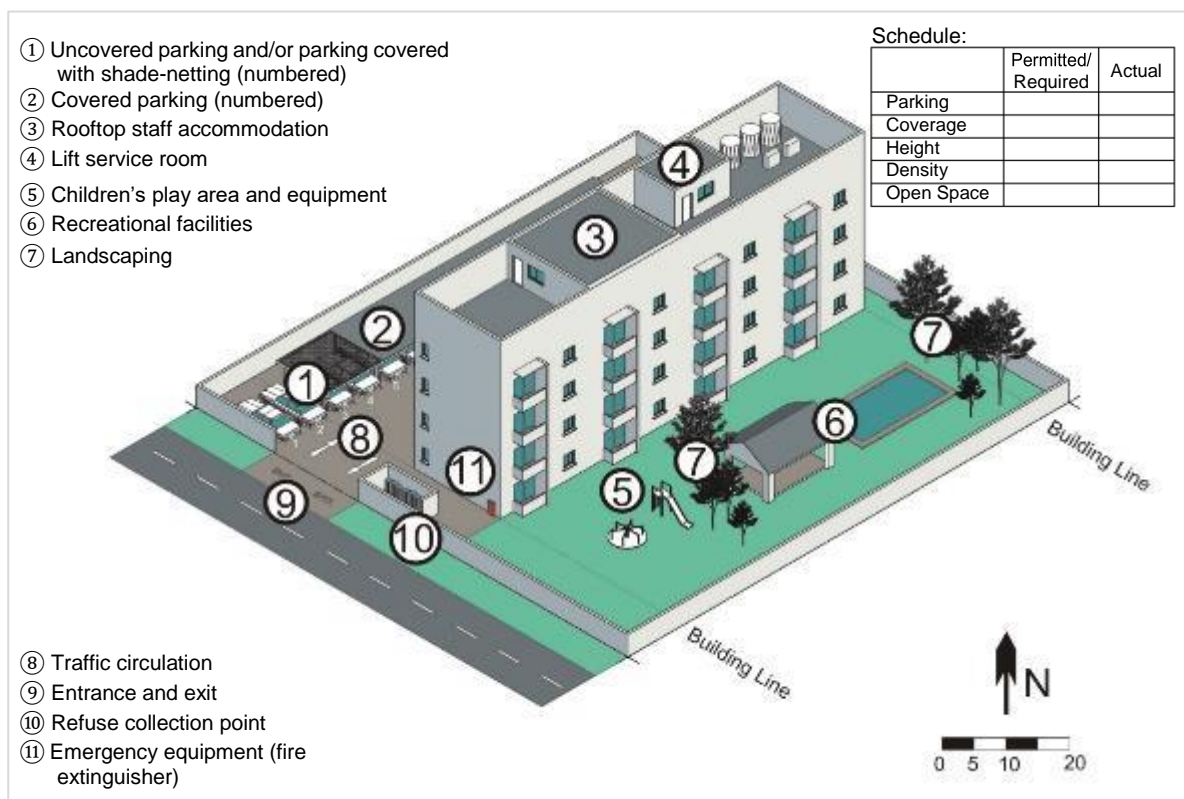 ① Uncovered parking and/or parking covered
with shade-netting (numbered)
② Covered parking (numbered)
③ Rooftop staff accommodation
④ Lift service room
⑤ Children's play area and equipment
⑥ Recreational facilities
⑦ Landscaping
Schedule:
Permitted/
Required
Actual
Parking
Coverage
Height
Density
Open Space
4
3
2
1
8
11
9
10
7
6
7
5
Building Line
Building Line
⑧ Traffic circulation
⑨ Entrance and exit
⑩ Refuse collection point
⑪ Emergency equipment (fire
extinguisher)
N
0 5 10 20